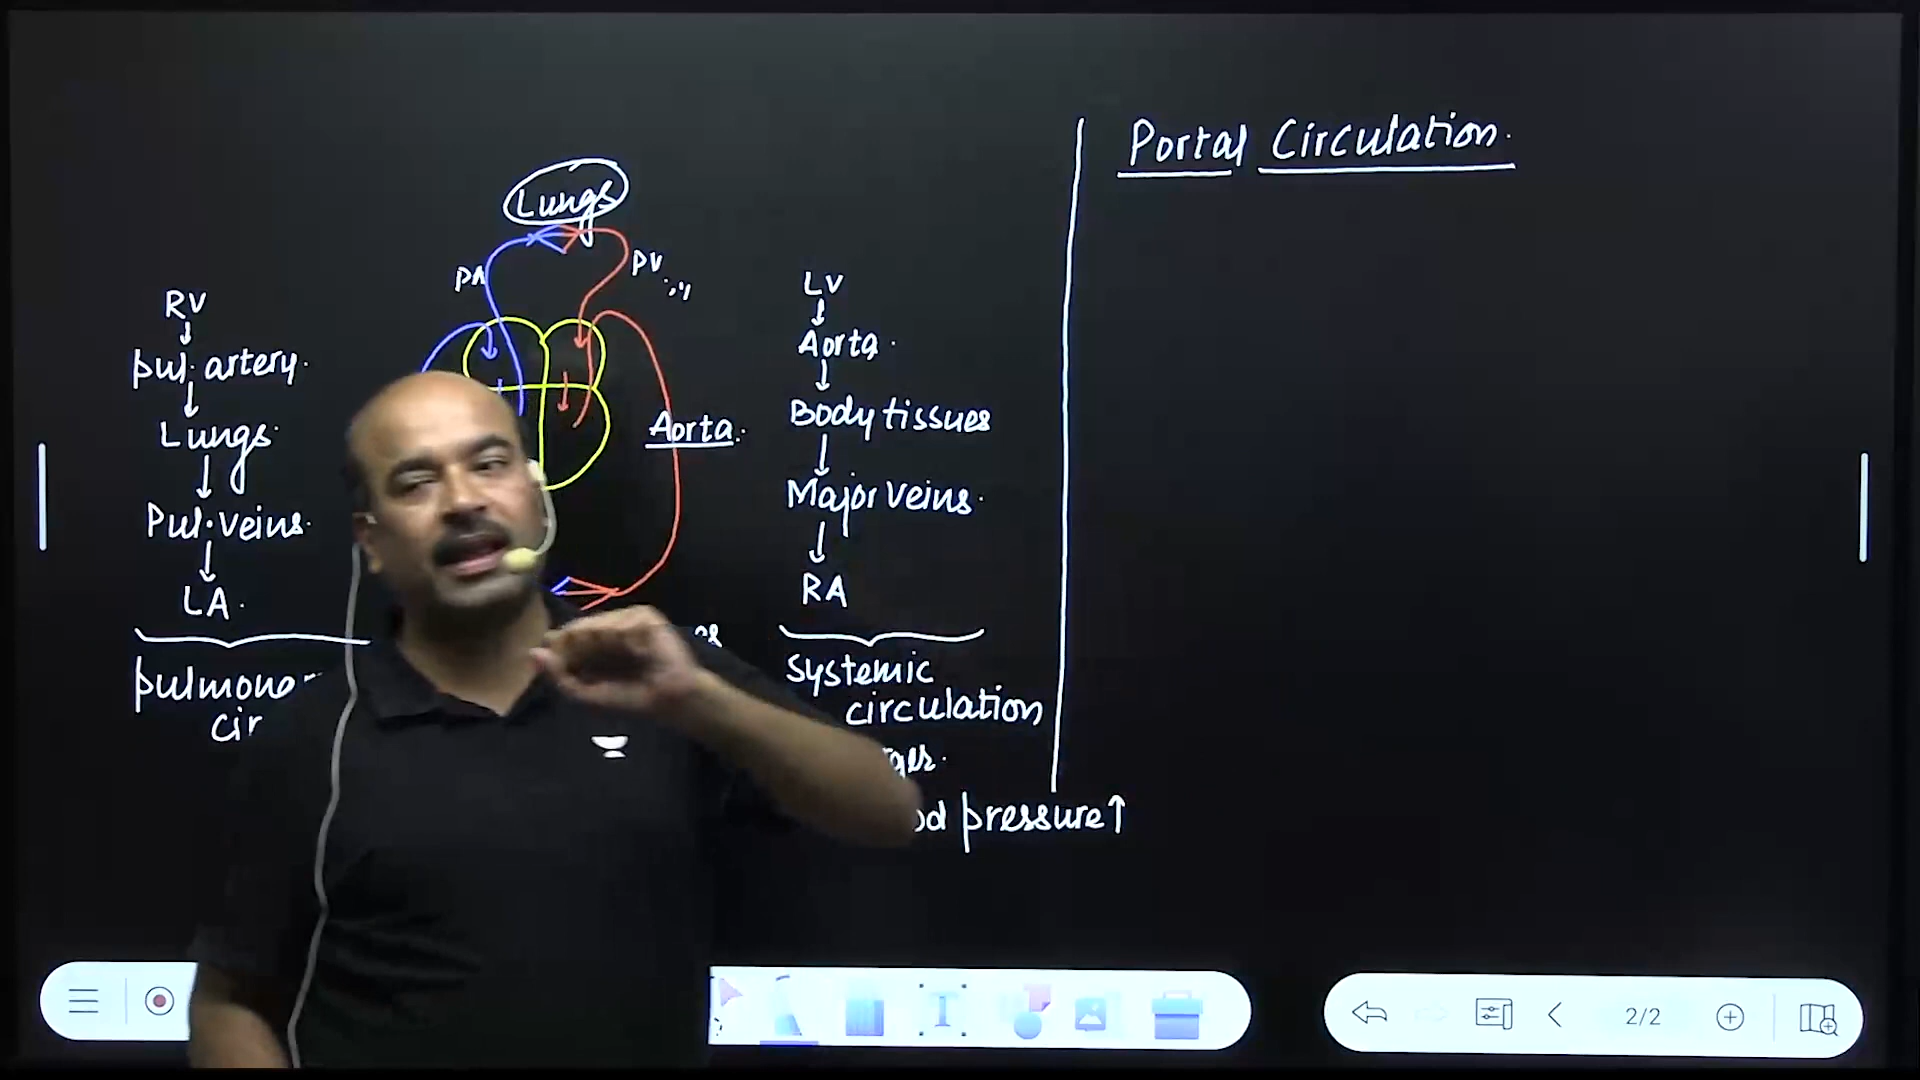 Portal Circulation.
Lungs
PA
PV
RV
pul. artery.
Lungs.
Pul. veins.
LA.
LV
Aorta.
Body tissues
Major veins.
RA
Aorta.
systemic
circulation
pressure↑
2/2